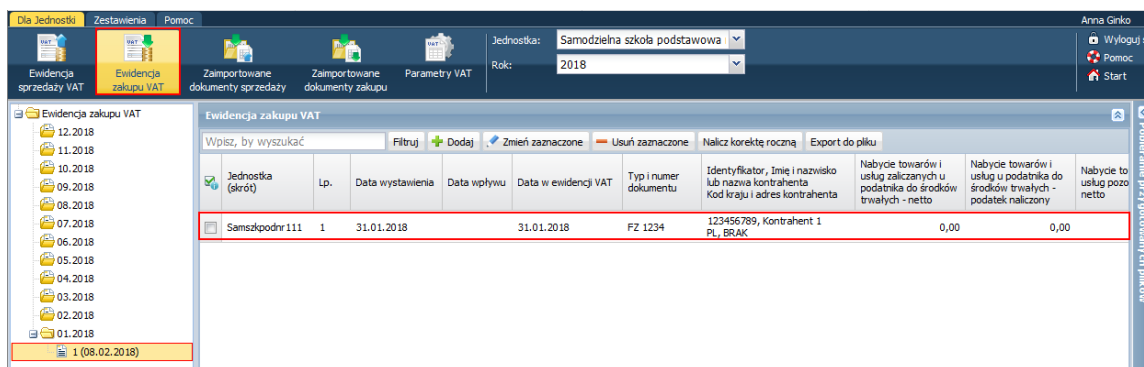 Dla Jednostki Zestawienia Pomoc Anna Ginko
Ewidencja sprzedaży VAT
Ewidencja zakupu VAT
Zaimportowane dokumenty sprzedaży
Zaimportowane dokumenty zakupu
Parametry VAT
Jednostka: Samodzielna szkoła podstawowa
Rok: 2018
Wyloguj
Pomoc
Start
Ewidencja zakupu VAT
12.2018
11.2018
10.2018
09.2018
08.2018
07.2018
06.2018
05.2018
04.2018
03.2018
02.2018
01.2018
1 (08.02.2018)
Ewidencja zakupu VAT
Wpisz, by wyszukać Filtruj Dodaj Zmień zaznaczone Usuń zaznaczone Nalicz korektę roczną Export do pliku
Jednostka (skrót)
Lp.
Data wystawienia
Data wpływu
Data w ewidencji VAT
Typ i numer dokumentu
Identyfikator, Imię i nazwisko lub nazwa kontrahenta Kod kraju i adres kontrahenta
Nabycie towarów i usług zaliczanych u podatnika do środków trwałych - netto
Nabycie towarów i usług u podatnika do środków trwałych - podatek naliczony
Nabycie to usług pozo netto
Samszkpodnr111 1 31.01.2018 31.01.2018 FZ 1234 123456789, Kontrahent 1 0,00 0,00
PL, BRAK